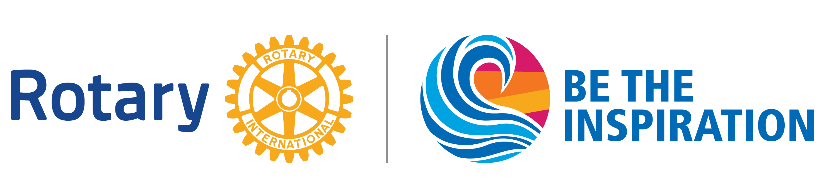 Rotary
ROTARY
INTERNATIONAL
BE THE
INSPIRATION